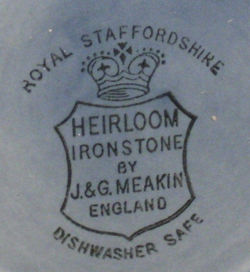 ROYAL STAFFORDSHIRE
HEIRLOOM
IRONSTONE
BY
J.&G. MEAKIN
ENGLAND
DISHWASHER SAFE